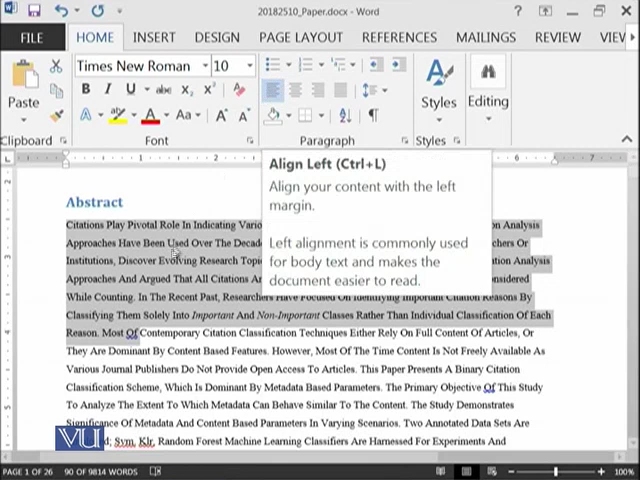 20182510_Paper.docx - Word
FILE HOME INSERT DESIGN PAGE LAYOUT REFERENCES MAILINGS REVIEW VIEW
Times New Roman 10
Paste
B I U abc X₂ X² Aa A A
Styles Editing
Clipboard Font Paragraph Styles
Align Left (Ctrl+L)
Align your content with the left
margin.
Left alignment is commonly used
for body text and makes the
document easier to read.
Abstract
Citations Play Pivotal Role In Indicating Vario n Analysis
Approaches Have Been Used Over The Decad chers Or
Institutions, Discover Evolving Research Topi ation Analysis
Approaches And Argued That All Citations Ar nsidered
While Counting. In The Recent Past, Researchers Have Focused On Identifying Important Citation Reasons By
Classifying Them Solely Into Important And Non-Important Classes Rather Than Individual Classification Of Each
Reason. Most Of Contemporary Citation Classification Techniques Either Rely On Full Content Of Articles, Or
They Are Dominant By Content Based Features. However, Most Of The Time Content Is Not Freely Available As
Various Journal Publishers Do Not Provide Open Access To Articles. This Paper Presents A Binary Citation
Classification Scheme, Which Is Dominant By Metadata Based Parameters. The Primary Objective Of This Study
To Analyze The Extent To Which Metadata Can Behave Similar To The Content. The Study Demonstrates
Significance Of Metadata And Content Based Parameters In Varying Scenarios. Two Annotated Data Sets Are
VU d; Svm, Klr, Random Forest Machine Learning Classifiers Are Harnessed For Experiments And
PAGE 1 OF 26 90 OF 9814 WORDS 100%